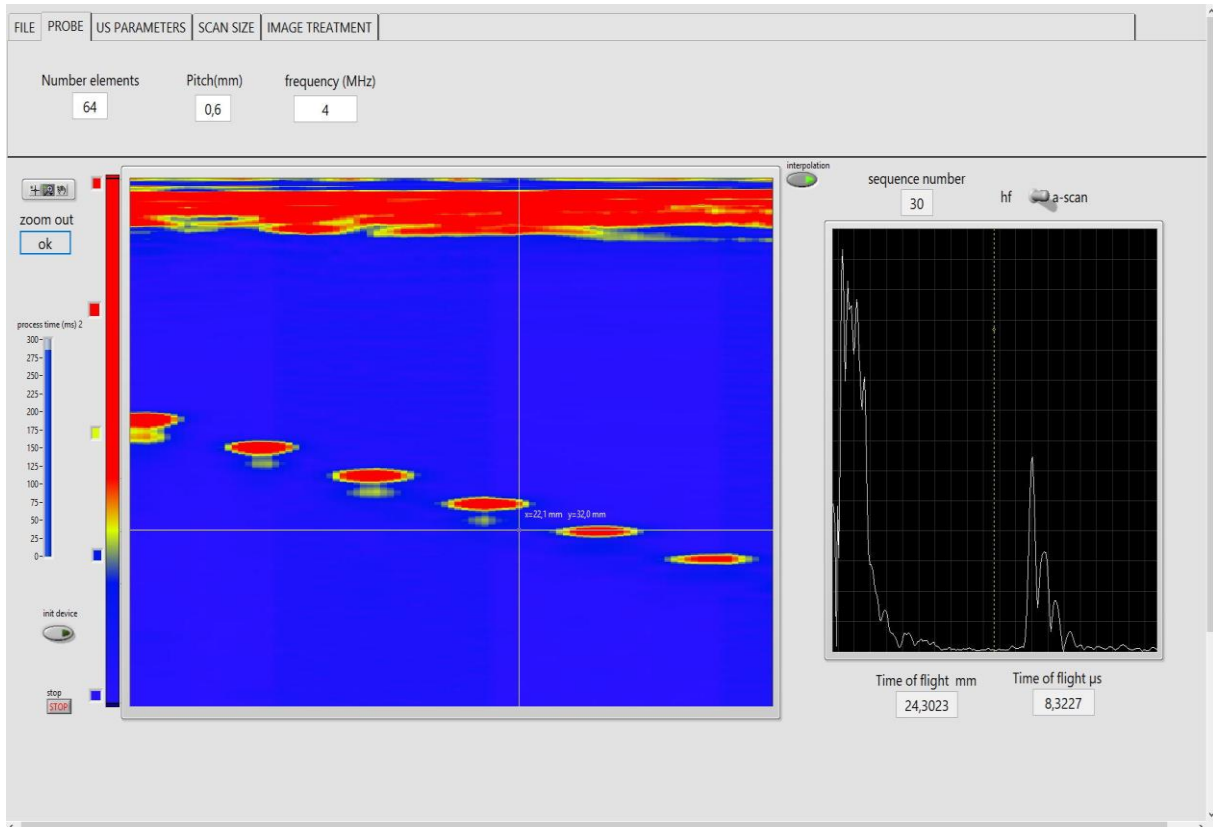 FILE PROBE US PARAMETERS SCAN SIZE IMAGE TREATMENT
Number elements Pitch(mm) frequency (MHz)
64 0,6 4
interpolation
sequence number
30
hf a-scan
zoom out
ok
process time (ms) 2
300-
275-
250-
225-
200-
175-
150-
125-
100-
75-
50-
25-
0-
x=22,1 mm y=32,0 mm
init device
stop
STOP
Time of flight mm Time of flight µs
24,3023 8,3227